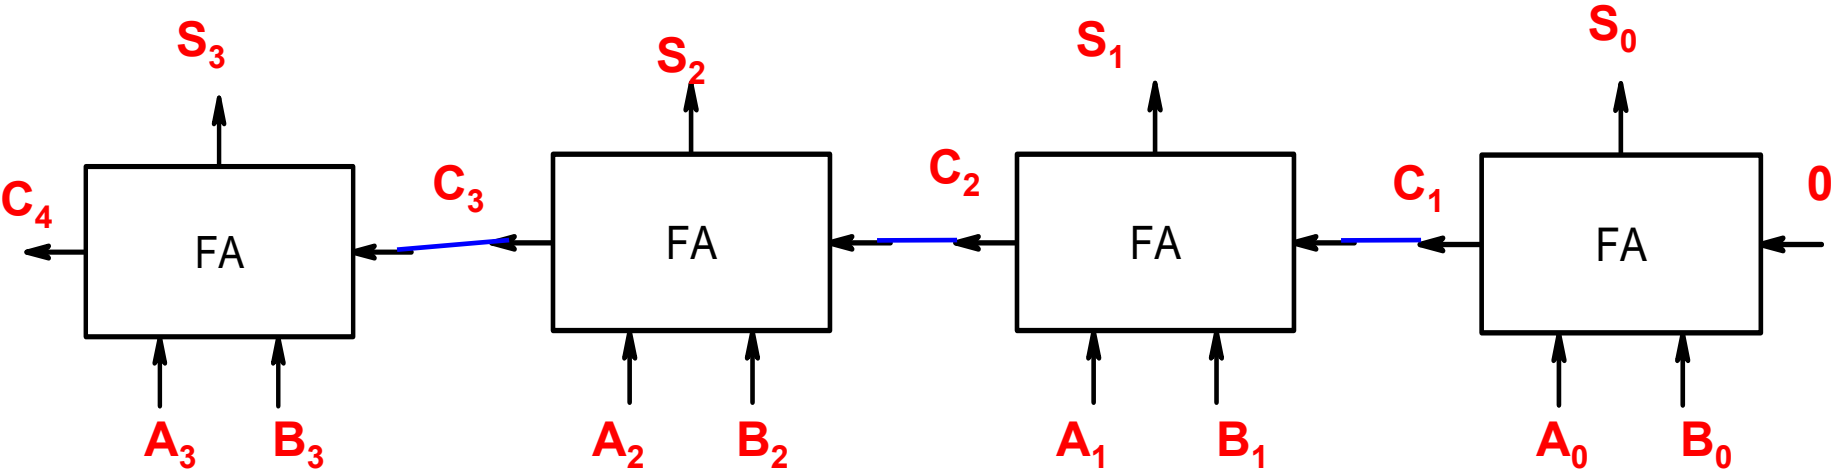 S₃ S₂ S₁ S₀
C₄ C₃ C₂ C₁ 0
FA FA FA FA
A₃ B₃ A₂ B₂ A₁ B₁ A₀ B₀